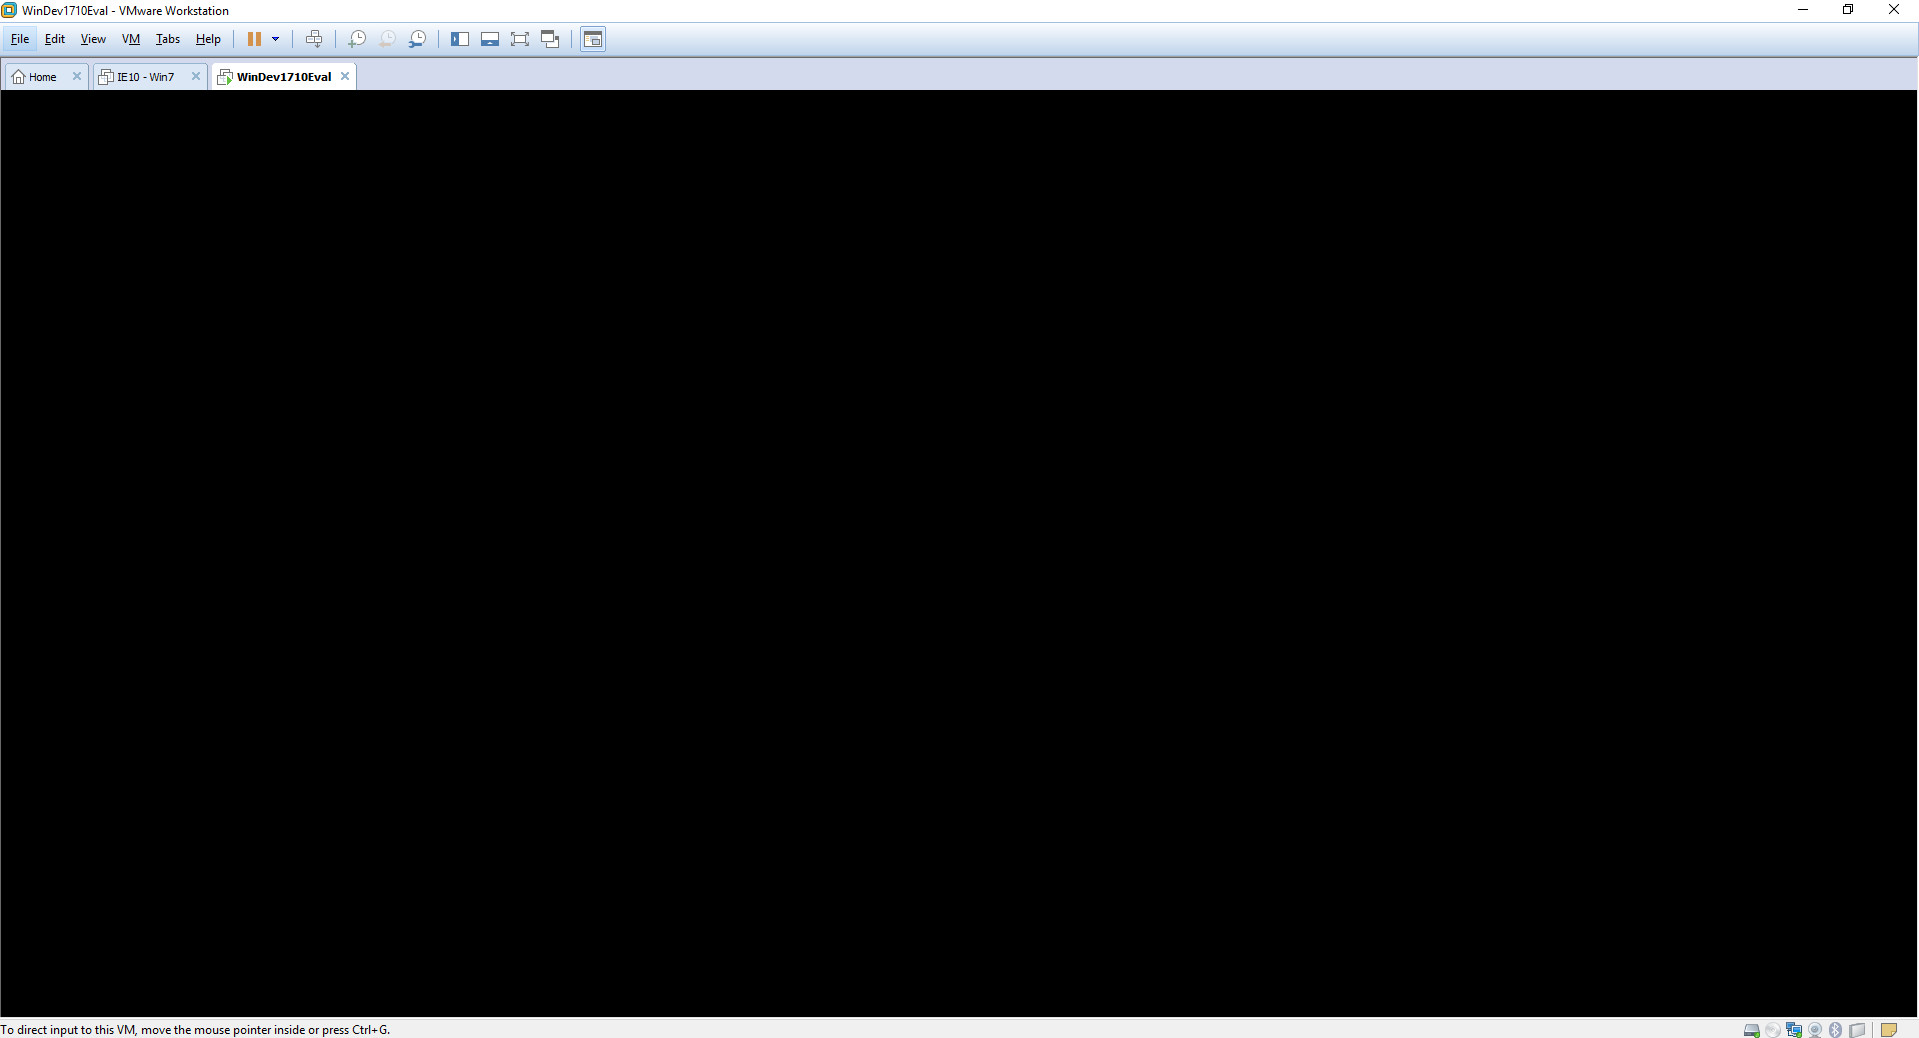 WinDev1710Eval - VMware Workstation
File Edit View VM Tabs Help
Home IE10 - Win7 WinDev1710Eval
To direct input to this VM, move the mouse pointer inside or press Ctrl+G.